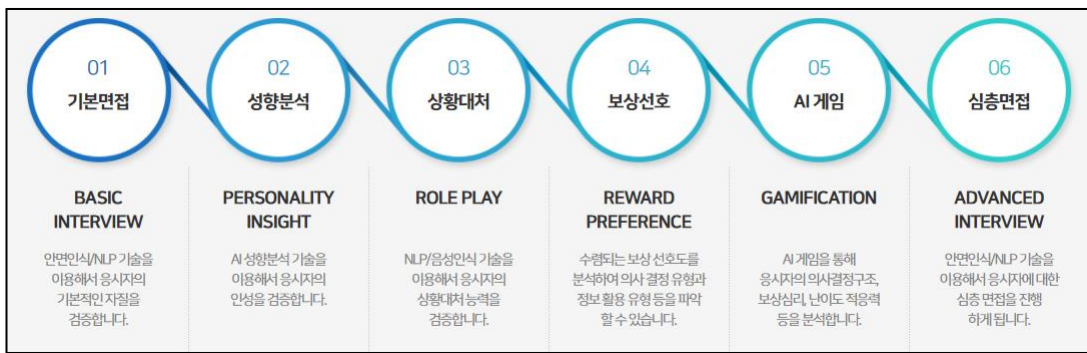 01
기본면접
02
성향분석
03
상황대처
04
보상선호
05
AI 게임
06
심층면접
BASIC
INTERVIEW
안면인식/NLP 기술을
이용해서 응시자의
기본적인 자질을
검증합니다.
PERSONALITY
INSIGHT
AI 성향분석 기술을
이용해서 응시자의
인성을 검증합니다.
ROLE PLAY
NLP/음성인식 기술을
이용해서 응시자의
상황대처 능력을
검증합니다.
REWARD
PREFERENCE
수렴되는 보상 선호도를
분석하여 의사 결정 유형과
정보 활용 유형 등을 파악
할 수 있습니다.
GAMIFICATION
AI 게임을 통해
응시자의 의사결정구조,
보상심리, 난이도 적응력
등을 분석합니다.
ADVANCED
INTERVIEW
안면인식/NLP 기술을
이용해서 응시자에 대한
심층 면접을 진행
하게 됩니다.